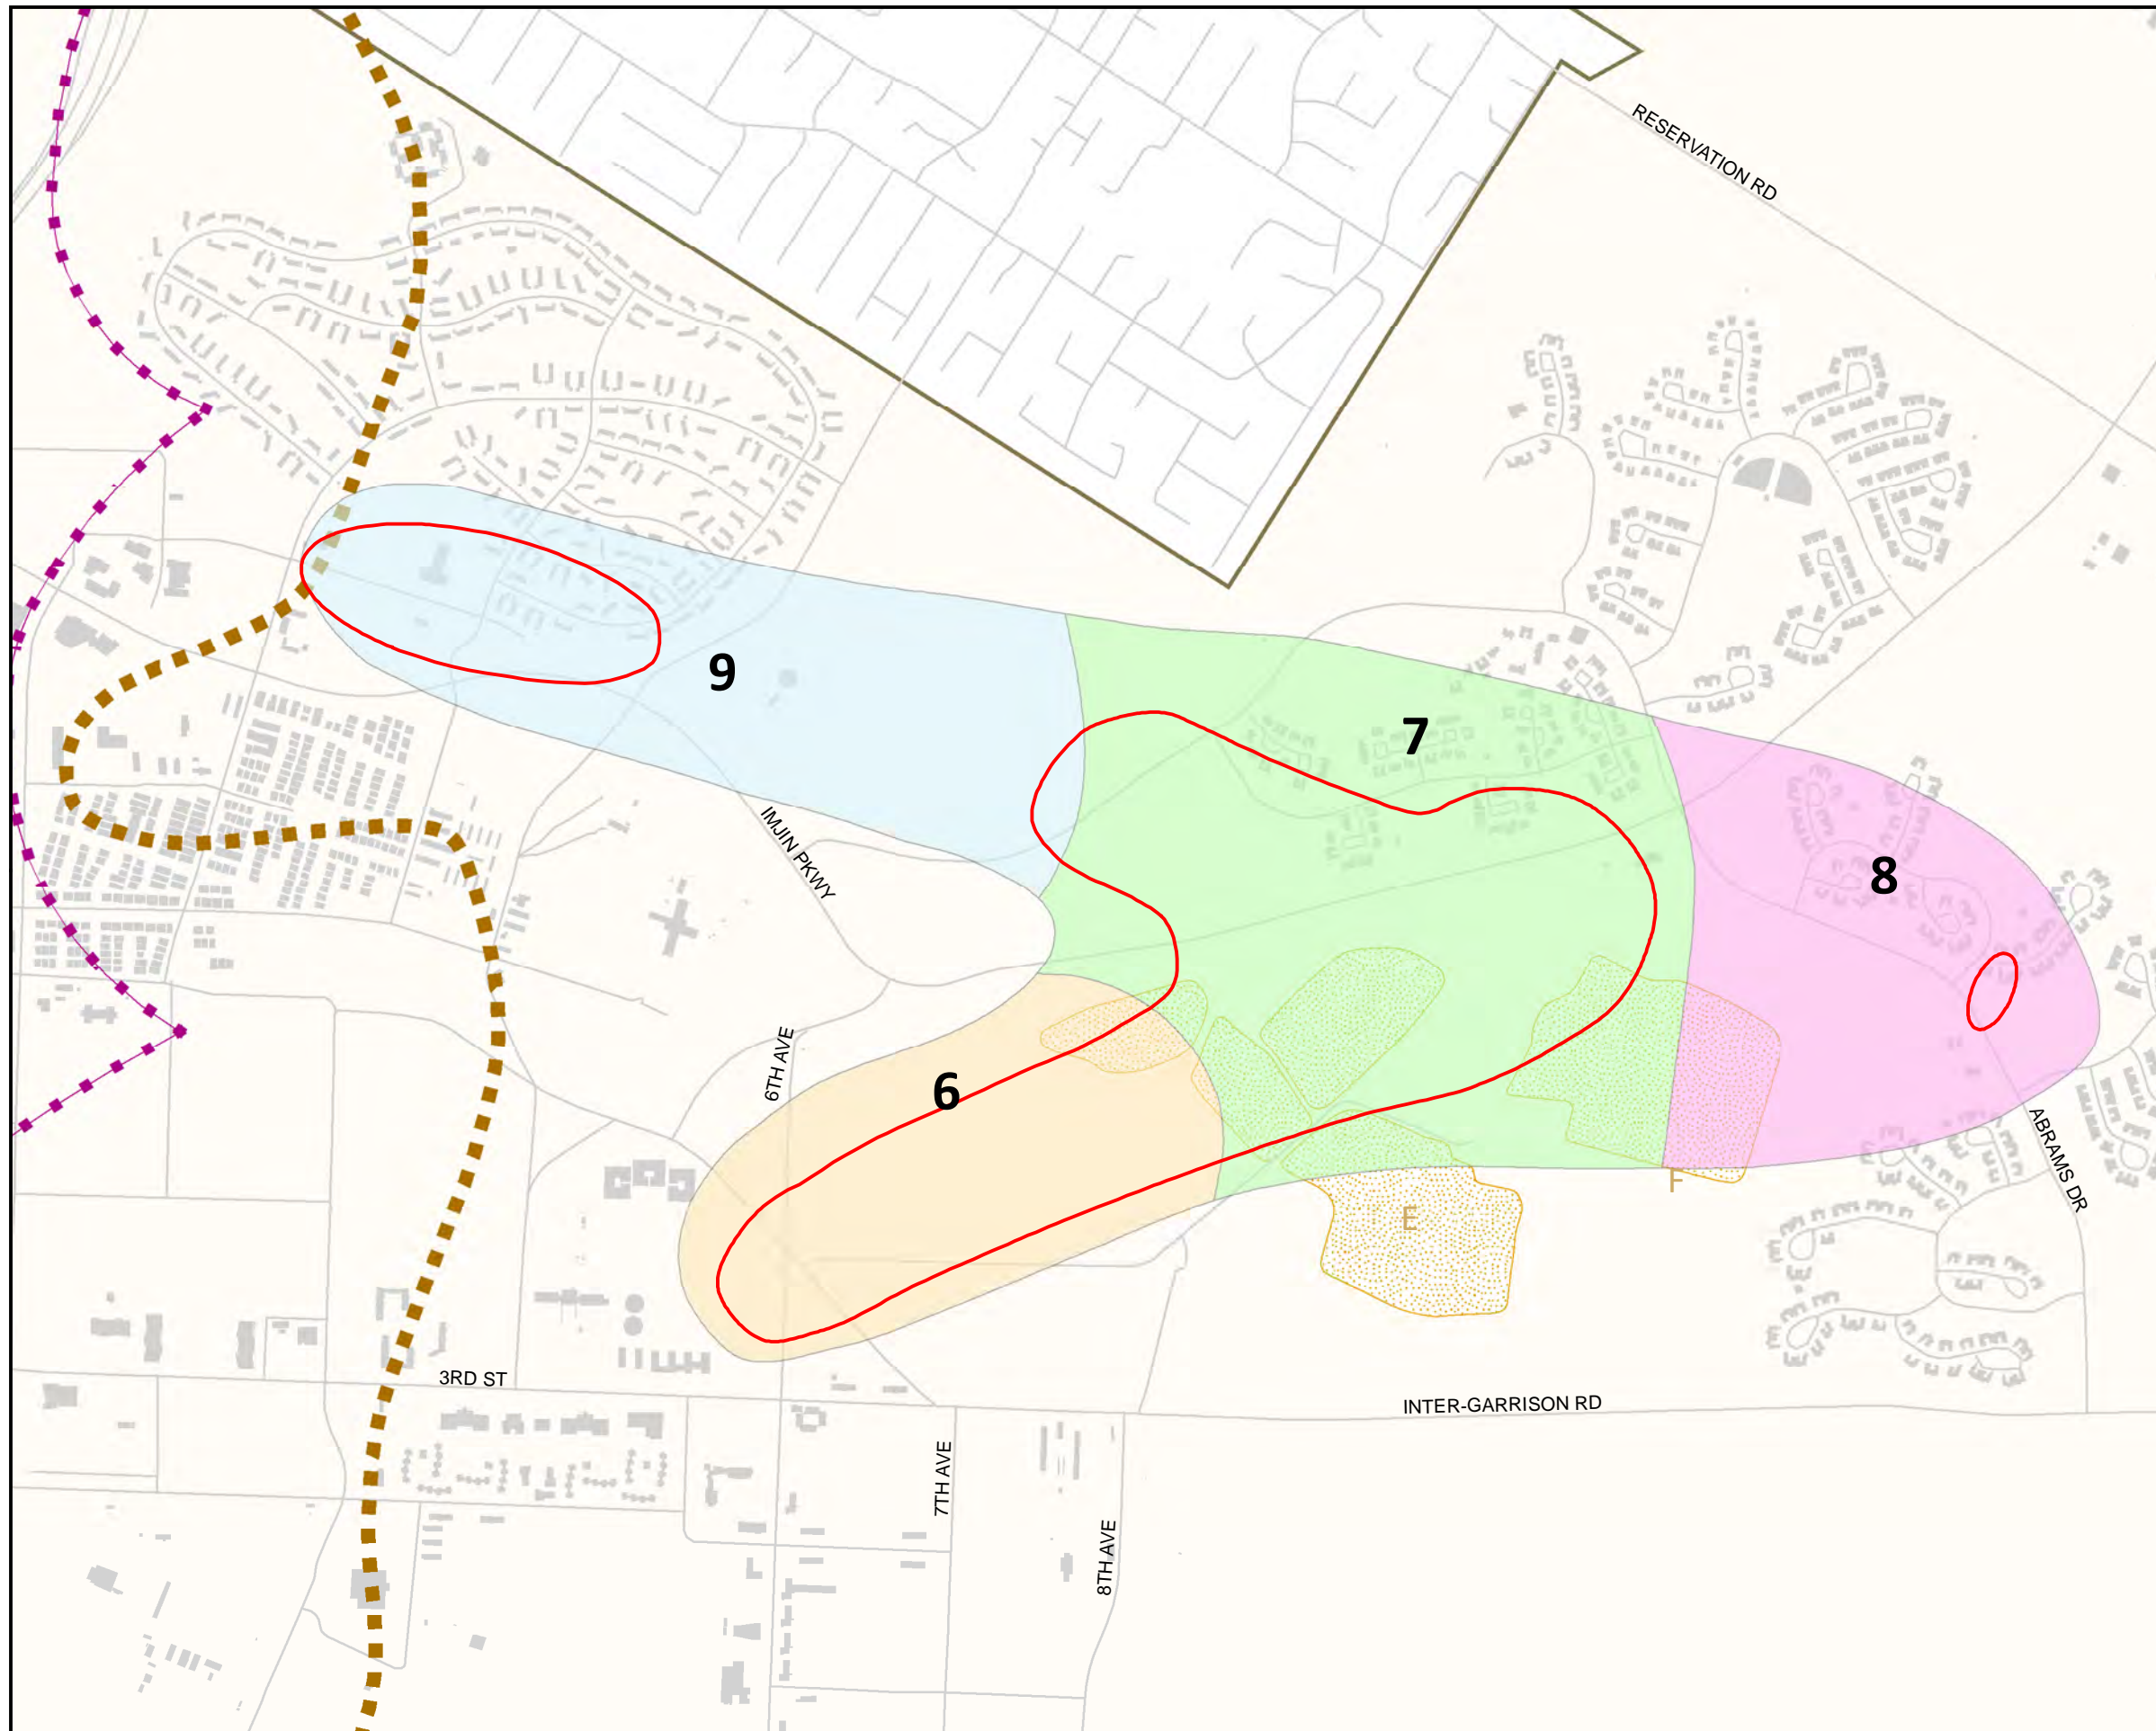 RESERVATION RD
9
7
IMJIN PKWY
8
6TH AVE
6
ABRAMS DR
F
E
3RD ST
INTER-GARRISON RD
7TH AVE
8TH AVE